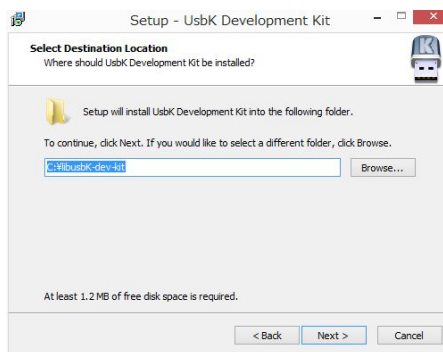 Setup - UsbK Development Kit
Select Destination Location
Where should UsbK Development Kit be installed?
K
Setup will install UsbK Development Kit into the following folder.
To continue, click Next. If you would like to select a different folder, click Browse.
C:¥libusbK-dev-kit
Browse...
At least 1.2 MB of free disk space is required.
< Back
Next >
Cancel